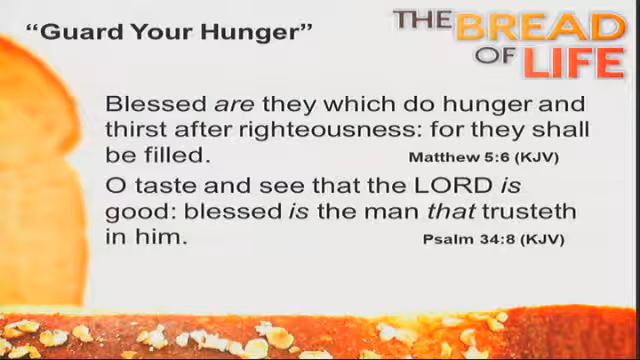 “Guard Your Hunger”
THE BREAD
OF LIFE
Blessed are they which do hunger and
thirst after righteousness: for they shall
be filled. Matthew 5:6 (KJV)
O taste and see that the LORD is
good: blessed is the man that trusteth
in him. Psalm 34:8 (KJV)